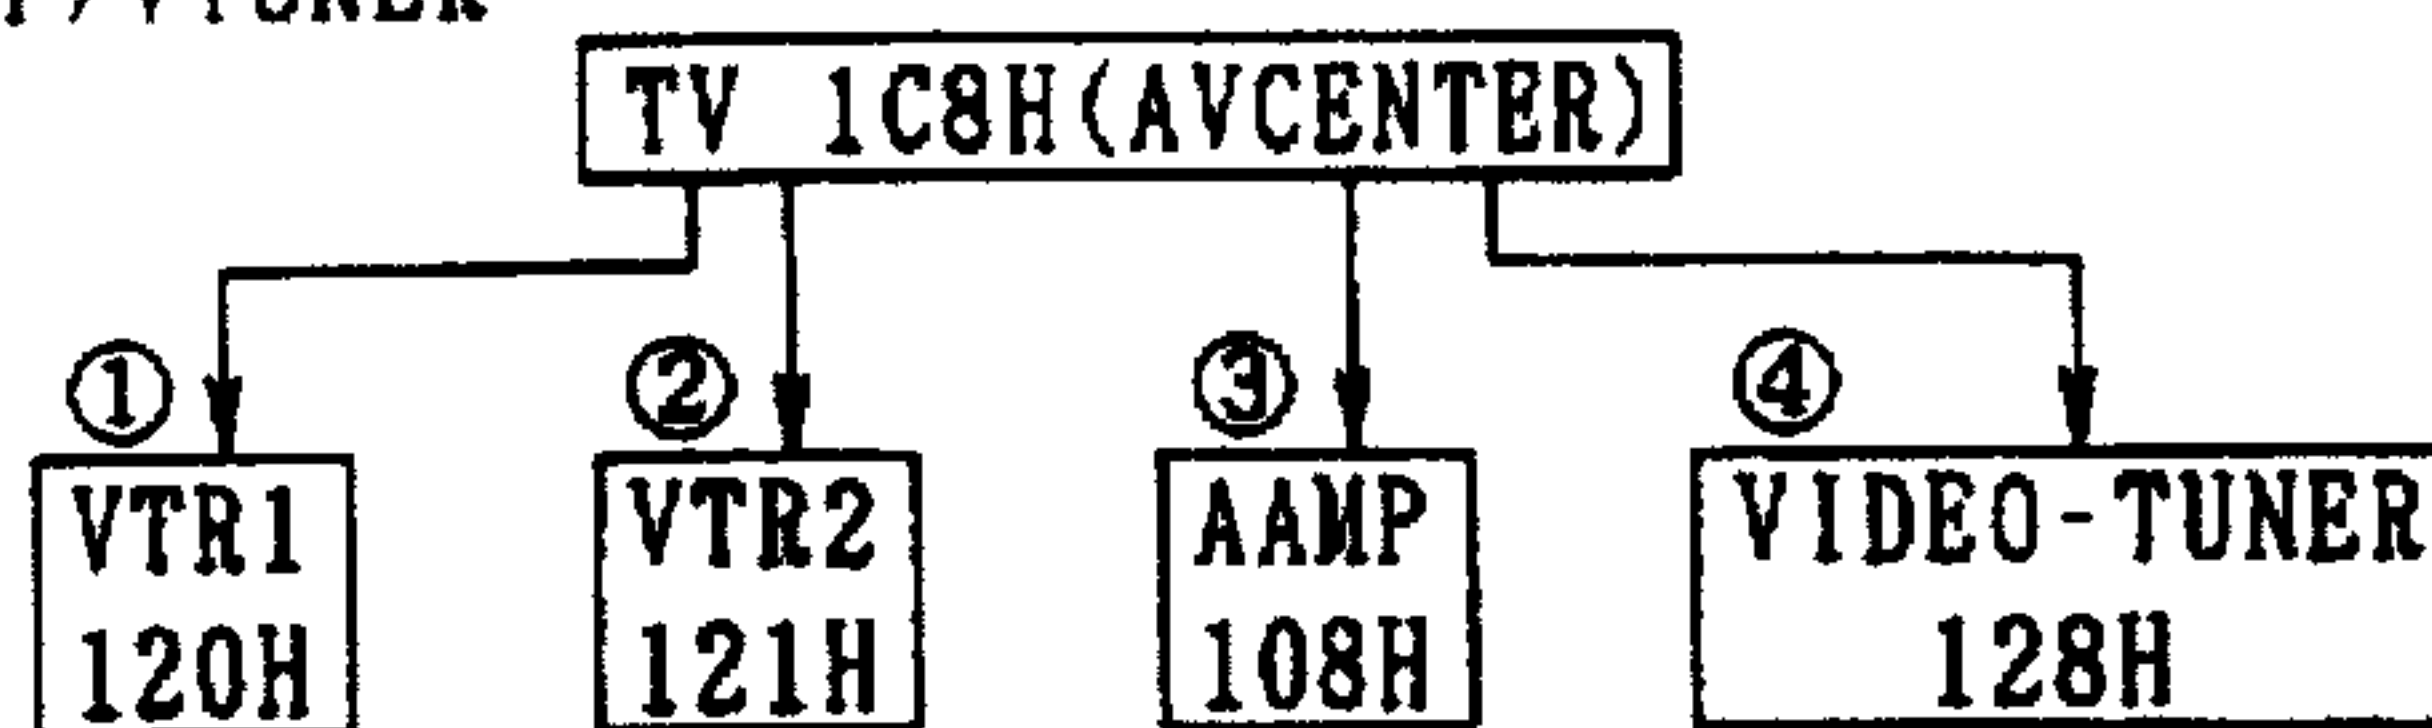 TV 1C8H(AVCENTER)
① ② ③ ④
VTR1 VTR2 AAMP VIDEO-TUNER
120H 121H 108H 128H